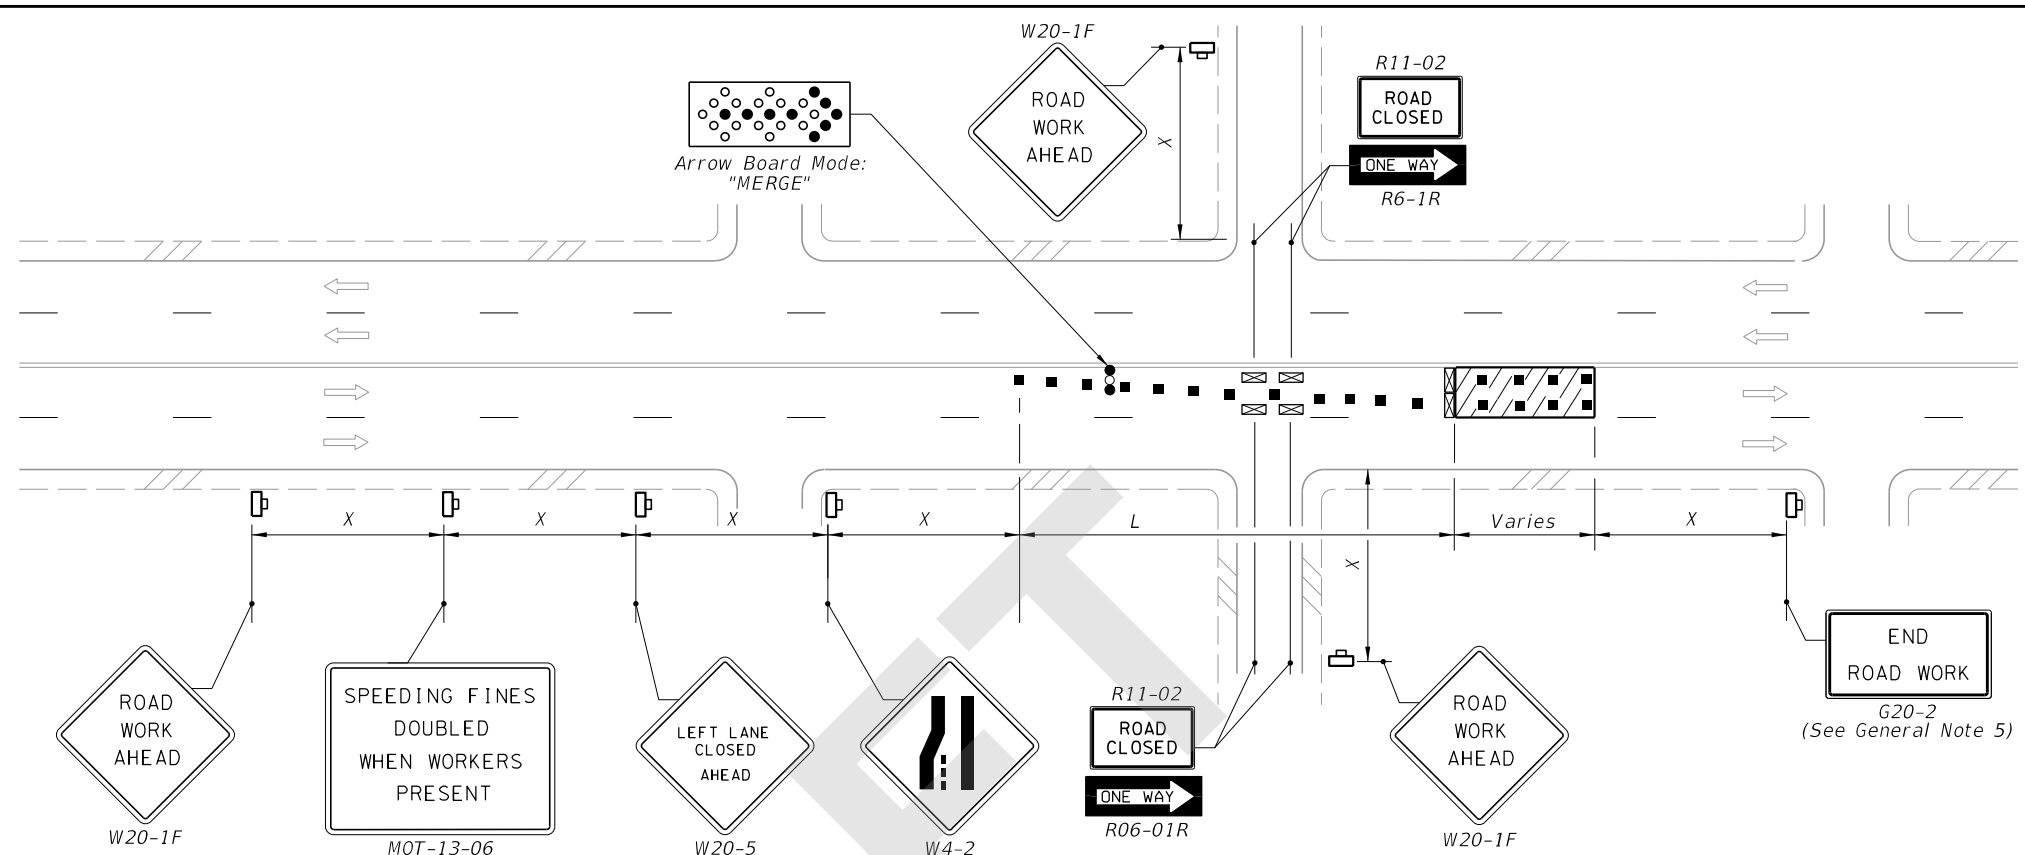 W20-1F
ROAD
WORK
AHEAD
X
R11-02
ROAD
CLOSED
ONE WAY
R6-1R
Arrow Board Mode:
"MERGE"
X
X
X
X
L
Varies
X
X
ROAD
WORK
AHEAD
W20-1F
SPEEDING FINES
DOUBLED
WHEN WORKERS
PRESENT
MOT-13-06
LEFT LANE
CLOSED
AHEAD
W20-5
W4-2
R11-02
ROAD
CLOSED
ONE WAY
R06-01R
ROAD
WORK
AHEAD
W20-1F
END
ROAD WORK
G20-2
(See General Note 5)
ET